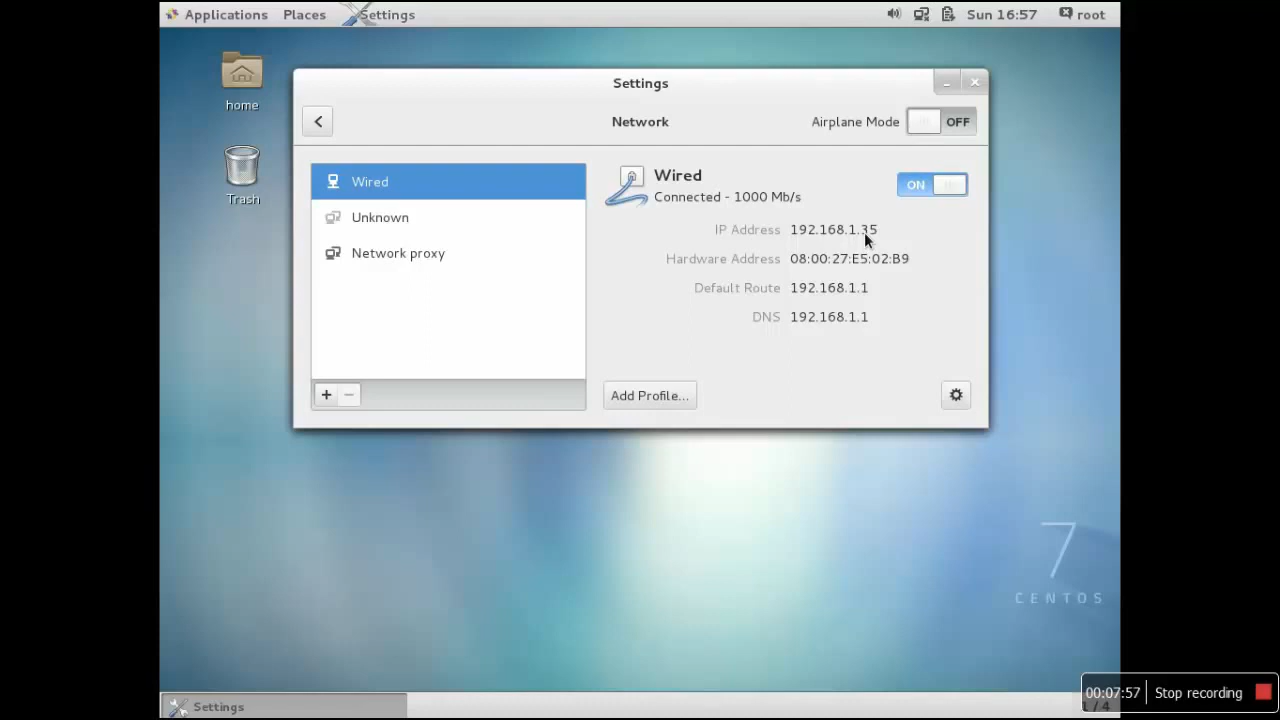 Applications Places Settings Sun 16:57 root
home
Trash
Settings
Network
Airplane Mode OFF
Wired
Unknown
Network proxy
+ −
Wired
Connected - 1000 Mb/s
ON
IP Address 192.168.1.35
Hardware Address 08:00:27:E5:02:B9
Default Route 192.168.1.1
DNS 192.168.1.1
Add Profile...
7
CENTOS
Settings
00:07:57 Stop recording
1 / 4